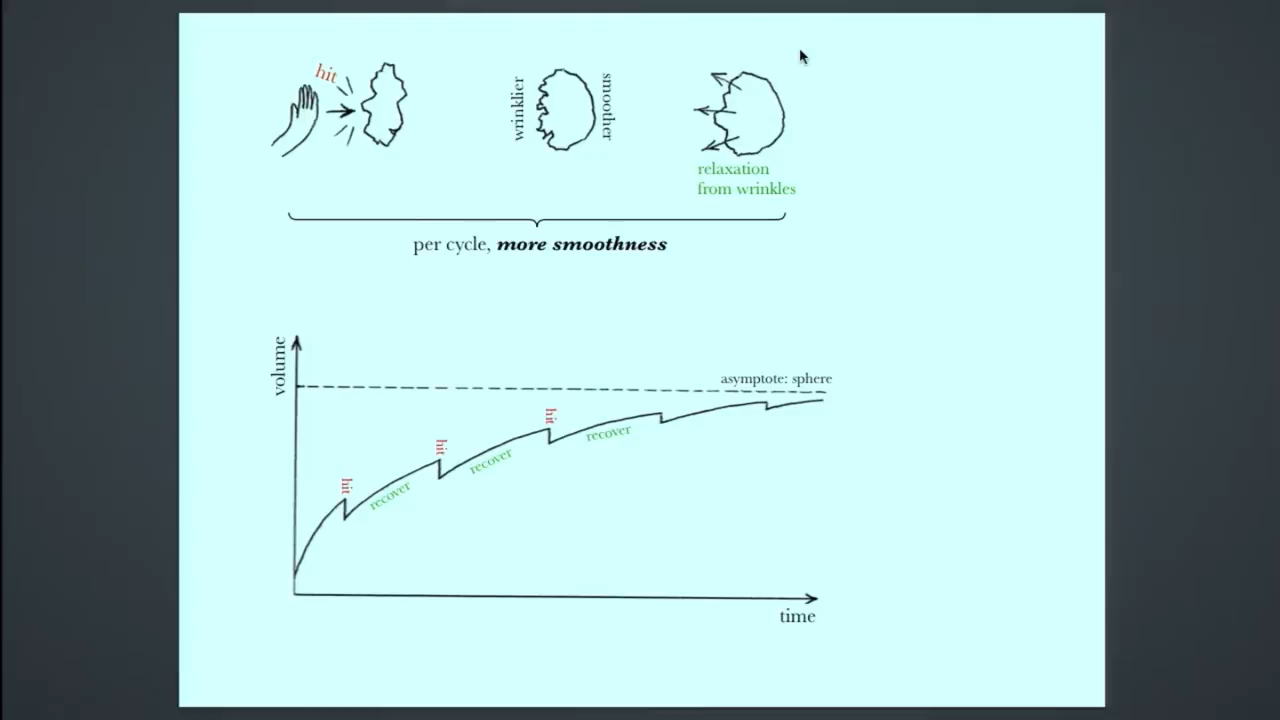 hit
wrinklier
smoother
relaxation
from wrinkles
per cycle, more smoothness
volume
asymptote: sphere
hit
hit
hit
recover
recover
recover
time